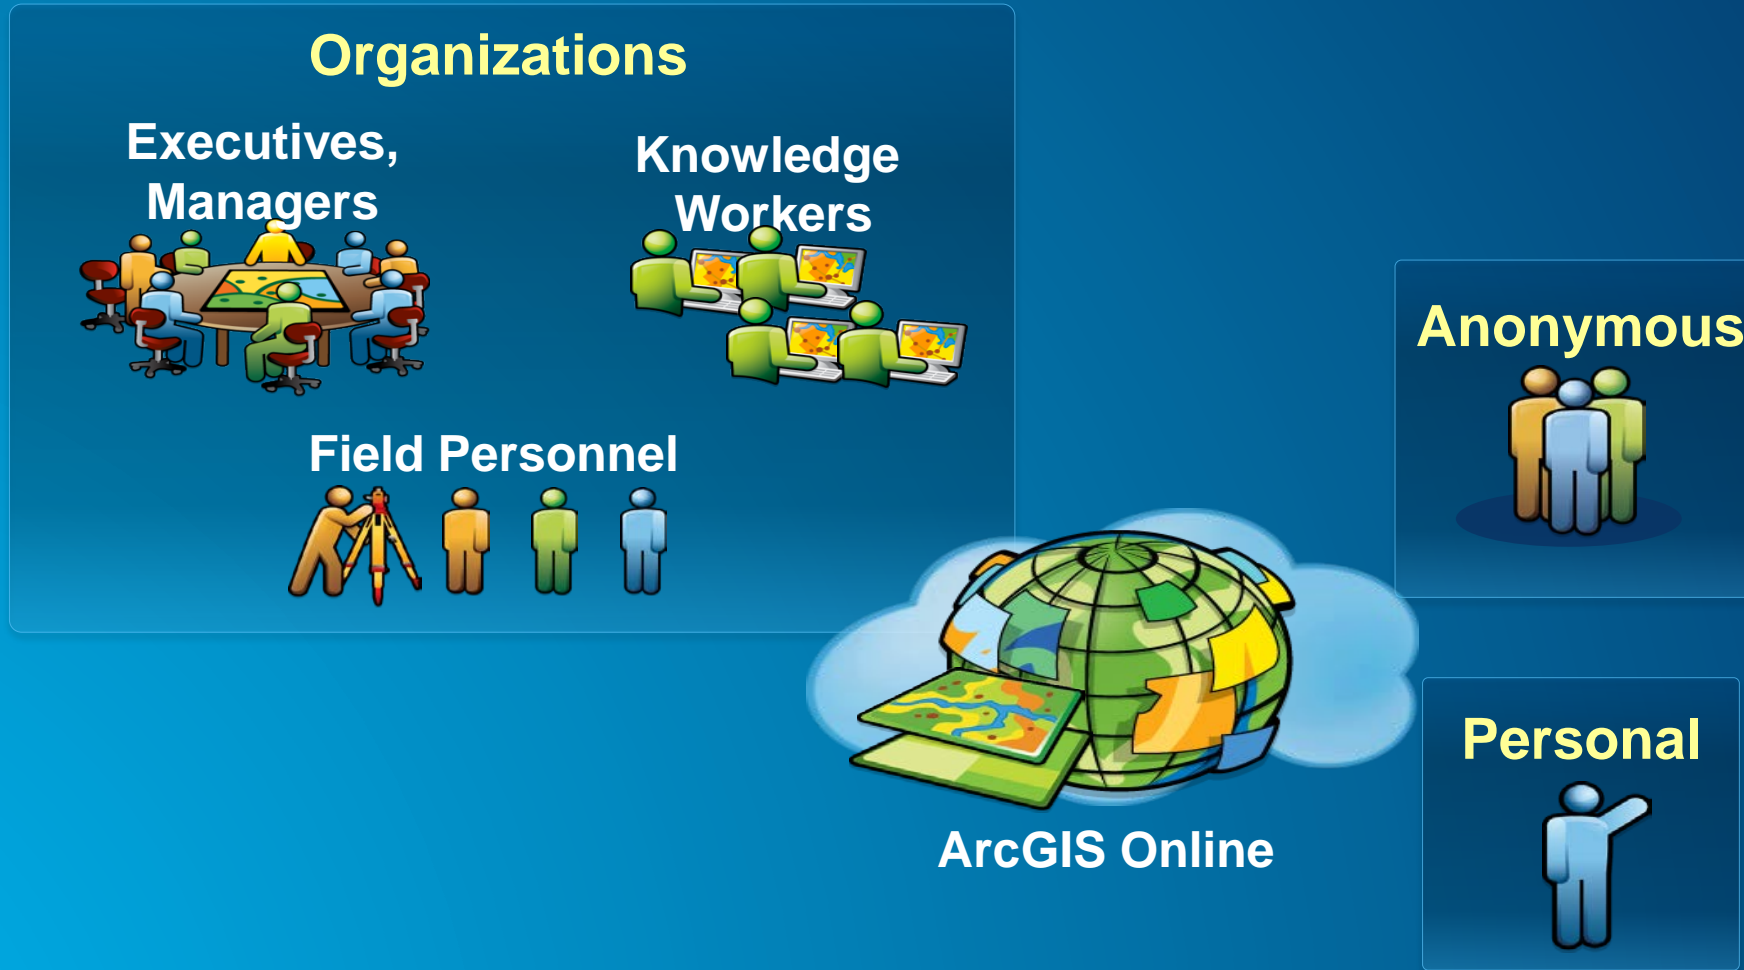 Organizations
Executives,
Managers
Knowledge
Workers
Field Personnel
Anonymous
ArcGIS Online
Personal